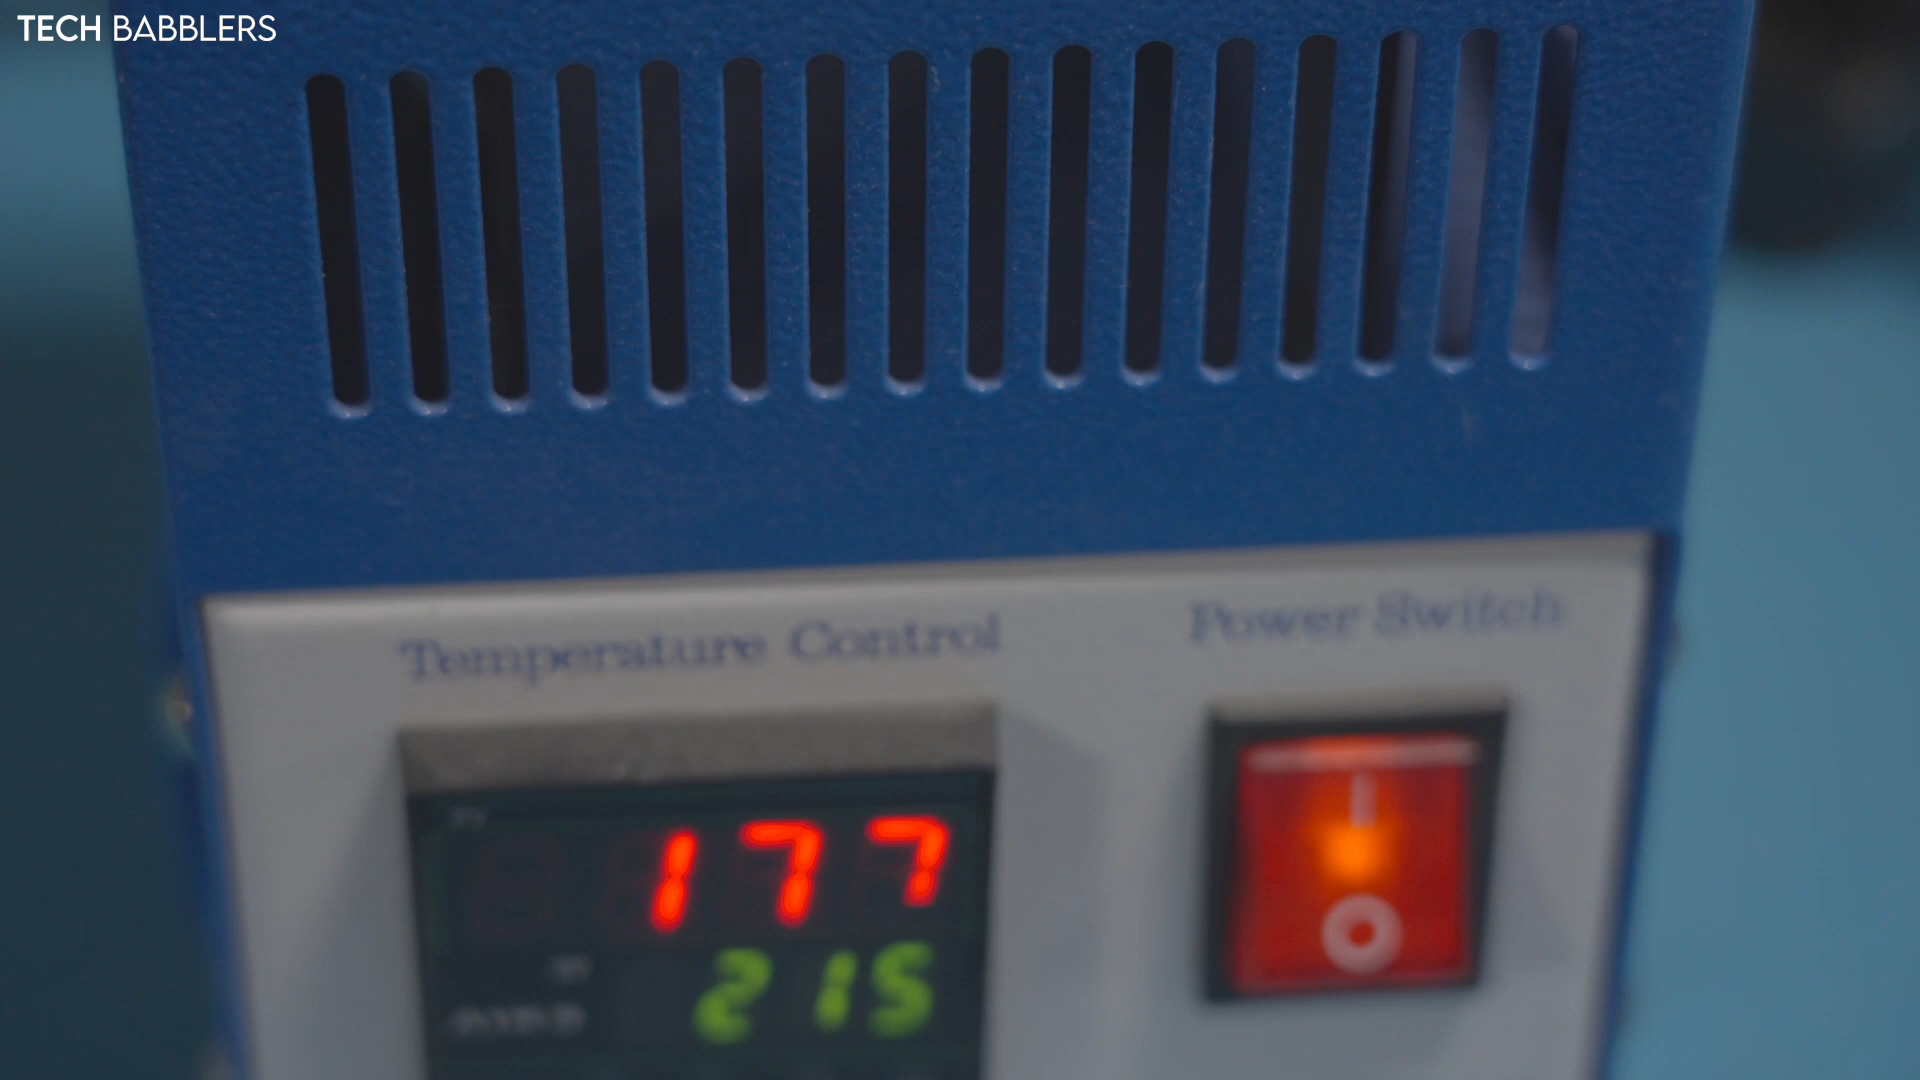 TECH BABBLERS
Temperature Control
Power Switch
177
215